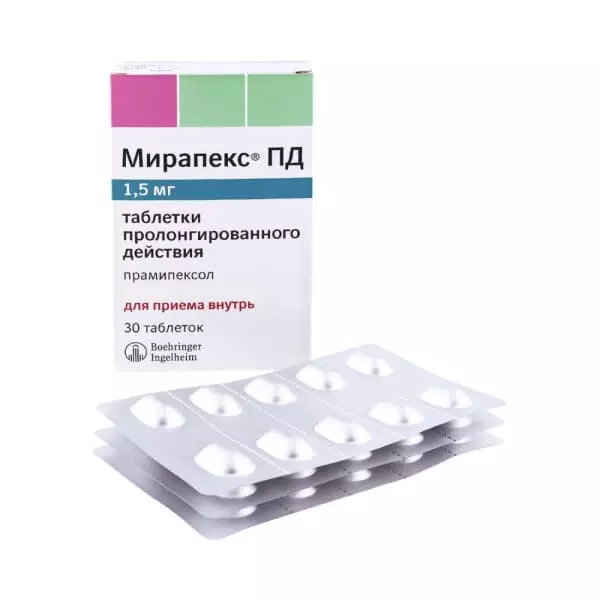 Мирапекс® ПД
1,5 мг
таблетки
пролонгированного
действия
прамипексол
для приема внутрь
30 таблеток
Boehringer
Ingelheim